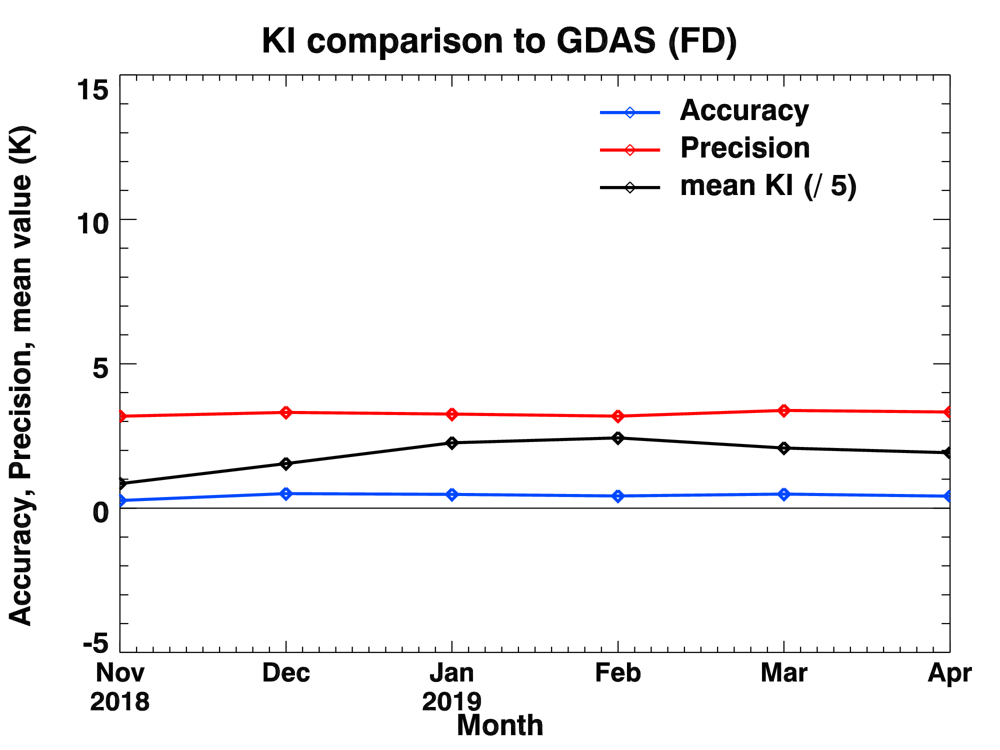 KI comparison to GDAS (FD)
Accuracy, Precision, mean value (K)
15
10
5
0
-5
Accuracy
Precision
mean KI (/ 5)
Nov Dec Jan Feb Mar Apr
2018 2019
Month